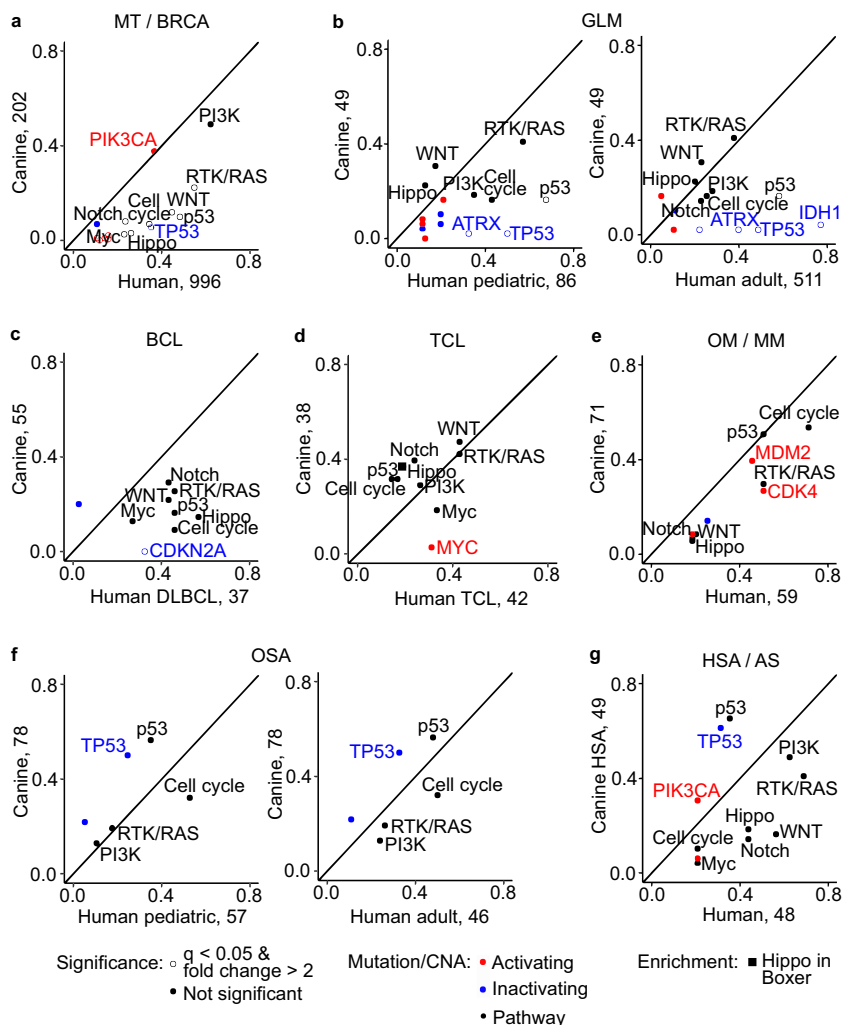 a MT / BRCA
0.8
0.4
0.0
Canine, 202
PI3K
PIK3CA
RTK/RAS
Cell
WNT
Notch cycle
p53
TP53
Myc
Hippo
0.0 0.4 0.8
Human, 996
b GLM
0.8
0.4
0.0
Canine, 49
RTK/RAS
WNT
Hippo
PI3K
Cell
cycle
p53
ATRX
TP53
0.0 0.4 0.8
Human pediatric, 86
0.8
0.4
0.0
Canine, 49
RTK/RAS
WNT
Hippo
PI3K
p53
Notch
Cell cycle
ATRX
IDH1
TP53
0.0 0.4 0.8
Human adult, 511
c BCL
0.8
0.4
0.0
Canine, 55
Notch
RTK/RAS
WNT
p53
Myc
Hippo
Cell cycle
CDKN2A
0.0 0.4 0.8
Human DLBCL, 37
d TCL
0.8
0.4
0.0
Canine, 38
WNT
Notch
RTK/RAS
p53
Hippo
Cell cycle
PI3K
Myc
MYC
0.0 0.4 0.8
Human TCL, 42
e OM / MM
0.8
0.4
0.0
Canine, 71
Cell cycle
p53
MDM2
RTK/RAS
CDK4
Notch
WNT
Hippo
0.0 0.4 0.8
Human, 59
f OSA
0.8
0.4
0.0
Canine, 78
p53
TP53
Cell cycle
RTK/RAS
PI3K
0.0 0.4 0.8
Human pediatric, 57
0.8
0.4
0.0
Canine, 78
p53
TP53
Cell cycle
RTK/RAS
PI3K
0.0 0.4 0.8
Human adult, 46
g HSA / AS
0.8
0.4
0.0
Canine HSA, 49
p53
TP53
PI3K
RTK/RAS
PIK3CA
Hippo
WNT
Cell cycle
Notch
Myc
0.0 0.4 0.8
Human, 48
Significance: q < 0.05 &
fold change > 2
Not significant
Mutation/CNA: Activating
Inactivating
Pathway
Enrichment: Hippo in
Boxer